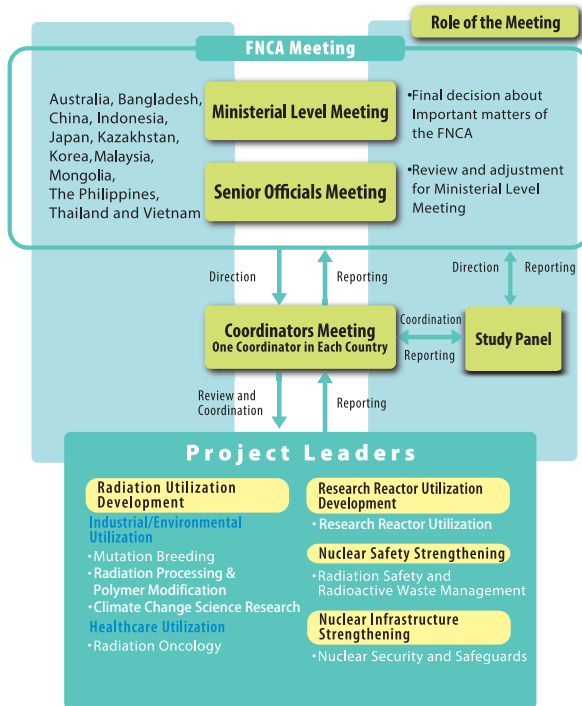 Role of the Meeting
FNCA Meeting
Australia, Bangladesh,
China, Indonesia,
Japan, Kazakhstan,
Korea, Malaysia,
Mongolia,
The Philippines,
Thailand and Vietnam
Ministerial Level Meeting
•Final decision about
Important matters of
the FNCA
Senior Officials Meeting
•Review and adjustment
for Ministerial Level
Meeting
Direction
Reporting
Direction
Reporting
Coordinators Meeting
One Coordinator in Each Country
Coordination
Reporting
Study Panel
Review and
Coordination
Reporting
Project Leaders
Radiation Utilization
Development
Industrial/Environmental
Utilization
•Mutation Breeding
•Radiation Processing &
Polymer Modification
•Climate Change Science Research
Healthcare Utilization
•Radiation Oncology
Research Reactor Utilization
Development
•Research Reactor Utilization
Nuclear Safety Strengthening
•Radiation Safety and
Radioactive Waste Management
Nuclear Infrastructure
Strengthening
•Nuclear Security and Safeguards